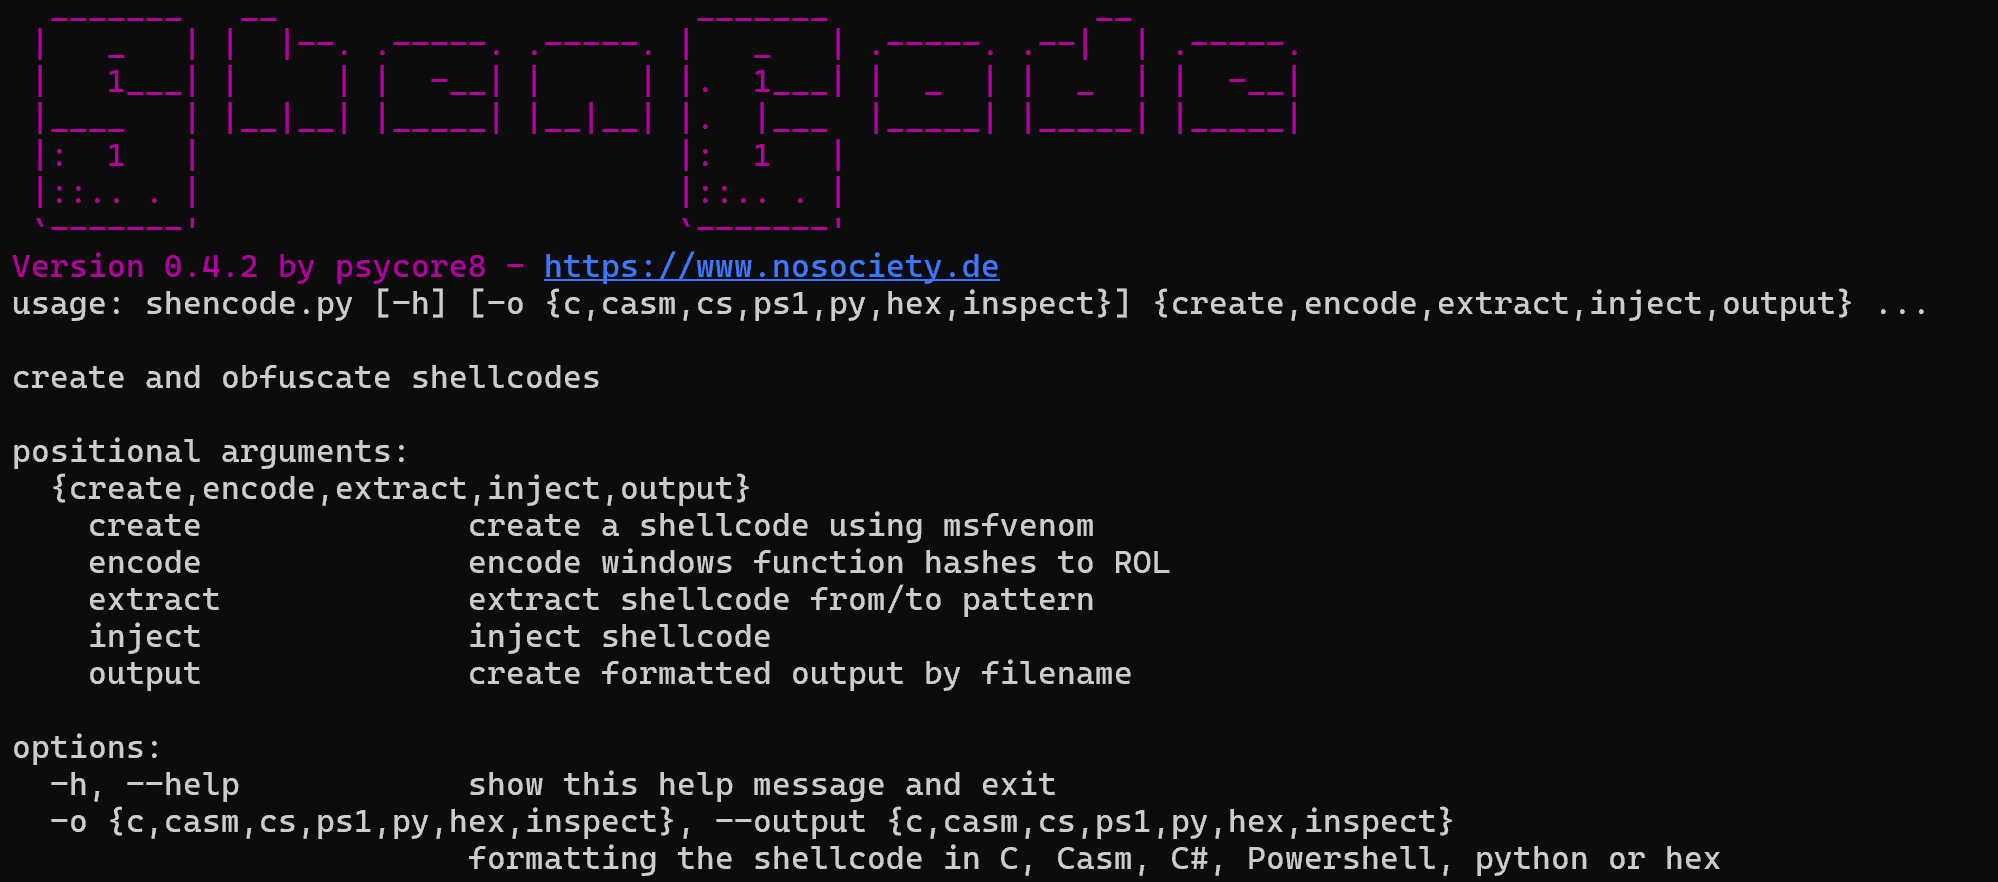 ShenCode
Version 0.4.2 by psycore8 - https://www.nosociety.de
usage: shencode.py [-h] [-o {c,casm,cs,ps1,py,hex,inspect}] {create,encode,extract,inject,output} ...
create and obfuscate shellcodes
positional arguments:
{create,encode,extract,inject,output}
create create a shellcode using msfvenom
encode encode windows function hashes to ROL
extract extract shellcode from/to pattern
inject inject shellcode
output create formatted output by filename
options:
-h, --help show this help message and exit
-o {c,casm,cs,ps1,py,hex,inspect}, --output {c,casm,cs,ps1,py,hex,inspect}
formatting the shellcode in C, Casm, C#, Powershell, python or hex